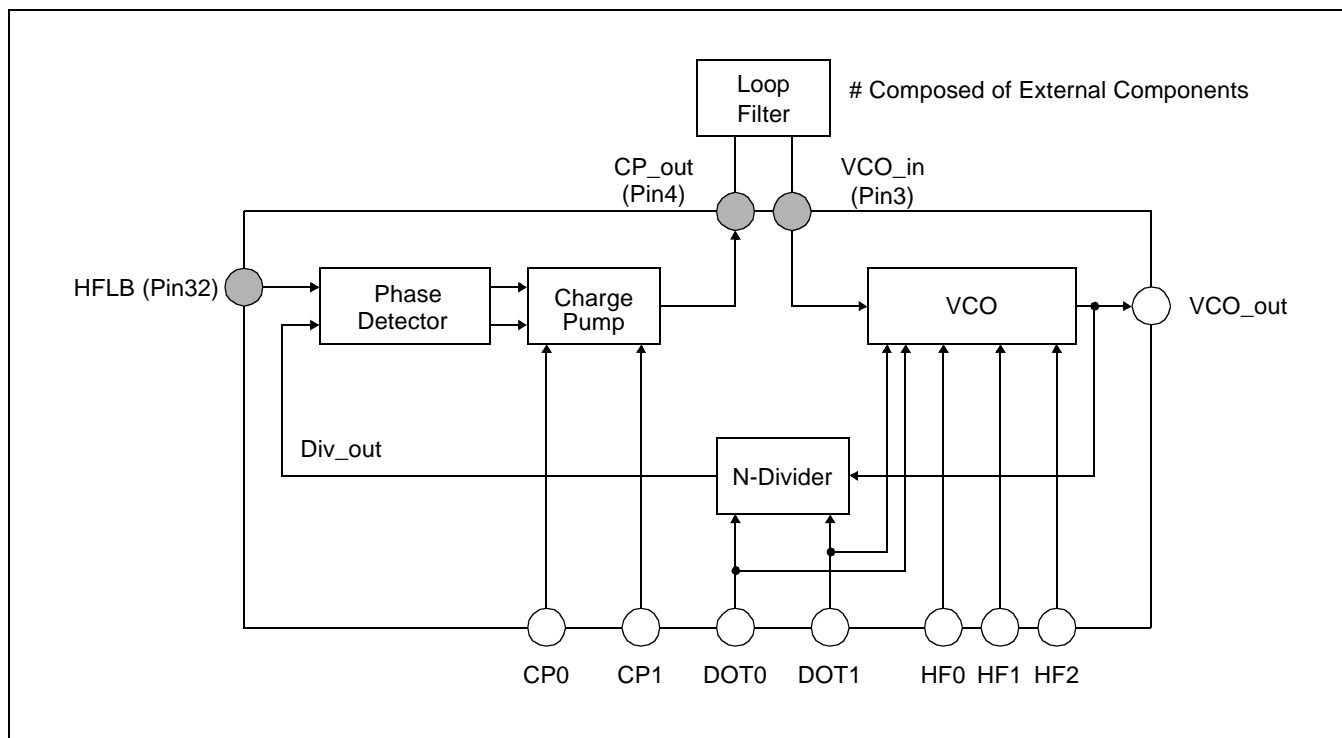 Loop
Filter
# Composed of External Components
CP_out
(Pin4)
VCO_in
(Pin3)
HFLB (Pin32)
Phase
Detector
Charge
Pump
VCO
VCO_out
Div_out
N-Divider
CP0
CP1
DOT0
DOT1
HF0
HF1
HF2